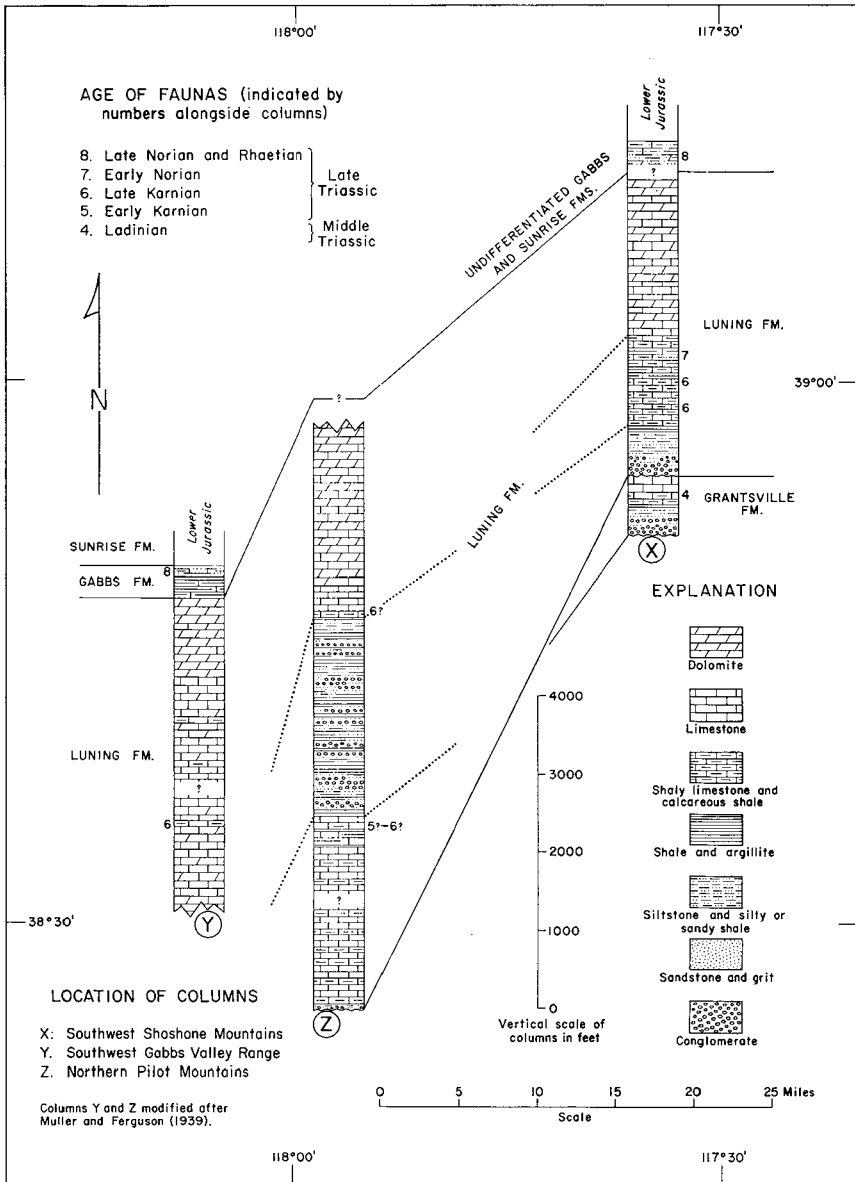 118°00'
117°30'
AGE OF FAUNAS (indicated by
numbers alongside columns)
8. Late Norian and Rhaetian
7. Early Norian
6. Late Karnian
5. Early Karnian
4. Ladinian
Late
Triassic
Middle
Triassic
N
Lower
Jurassic
8
?
UNDIFFERENTIATED GABBS
AND SUNRISE FMS.
LUNING FM.
7
6
6
39°00'
4
GRANTSVILLE
FM.
X
LUNING FM.
?
6?
5?-6?
?
Z
Lower
Jurassic
SUNRISE FM.
8
GABBS FM.
LUNING FM.
?
6
Y
38°30'
EXPLANATION
Dolomite
Limestone
Shaly limestone and
calcareous shale
Shale and argillite
Siltstone and silty or
sandy shale
Sandstone and grit
Conglomerate
4000
3000
2000
1000
0
Vertical scale of
columns in feet
LOCATION OF COLUMNS
X: Southwest Shoshone Mountains
Y. Southwest Gabbs Valley Range
Z. Northern Pilot Mountains
Columns Y and Z modified after
Muller and Ferguson (1939).
0 5 10 15 20 25 Miles
Scale
118°00'
117°30'